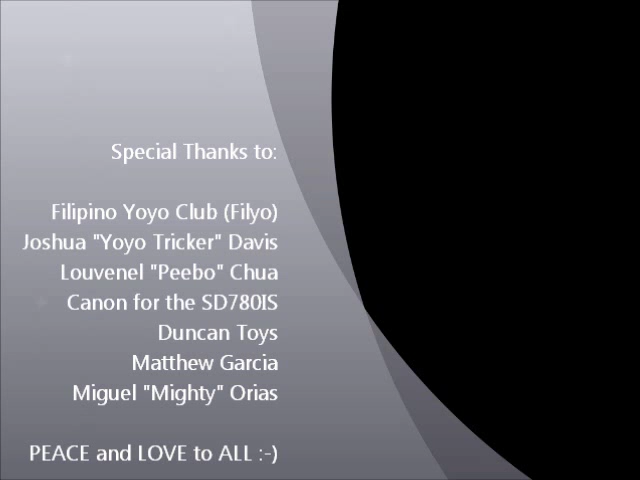 Special Thanks to:
Filipino Yoyo Club (Filyo)
Joshua "Yoyo Tricker" Davis
Louvenel "Peebo" Chua
Canon for the SD780IS
Duncan Toys
Matthew Garcia
Miguel "Mighty" Orias
PEACE and LOVE to ALL :-)